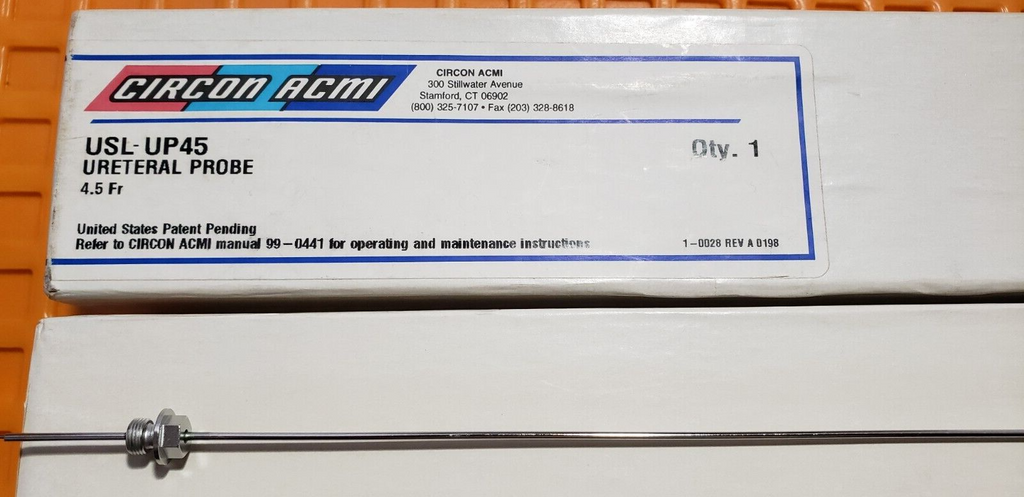 CIRCON ACMI
CIRCON ACMI
300 Stillwater Avenue
Stamford, CT 06902
(800) 325-7107 • Fax (203) 328-8618
USL-UP45
URETERAL PROBE
4.5 Fr
Qty. 1
United States Patent Pending
Refer to CIRCON ACMI manual 99-0441 for operating and maintenance instructions
1-0028 REV A 0198